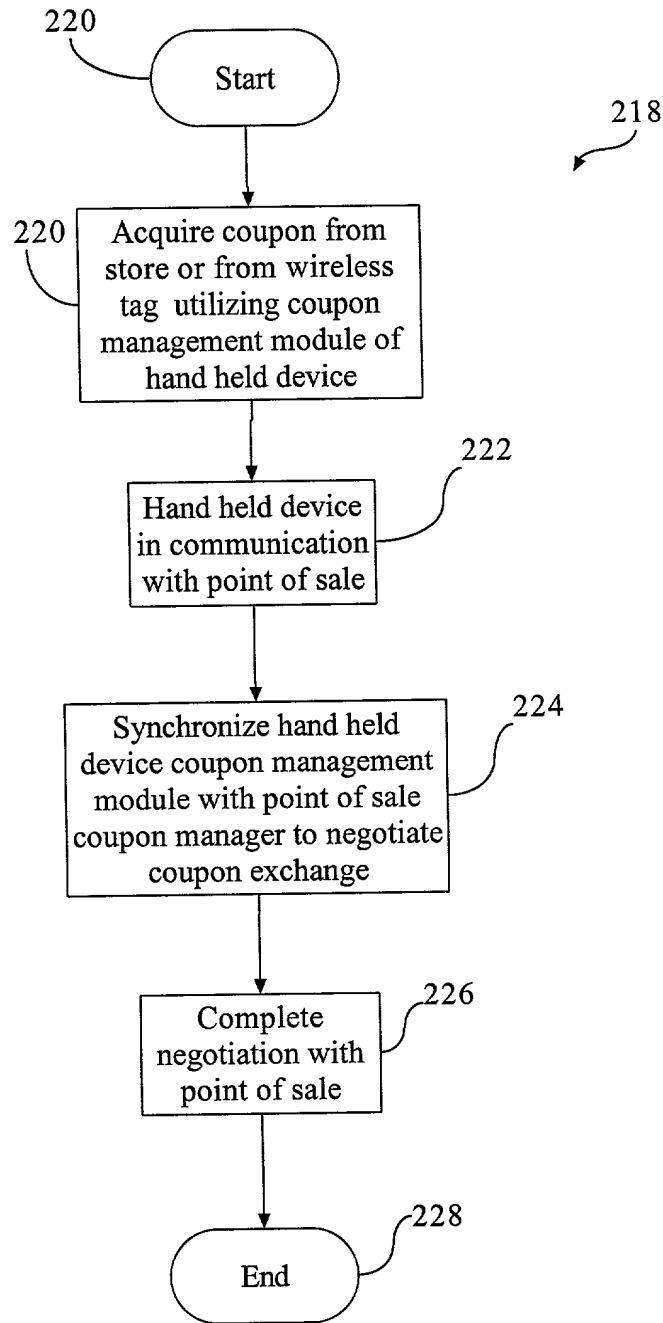 220
Start
218
220
Acquire coupon from
store or from wireless
tag utilizing coupon
management module of
hand held device
222
Hand held device
in communication
with point of sale
224
Synchronize hand held
device coupon management
module with point of sale
coupon manager to negotiate
coupon exchange
226
Complete
negotiation with
point of sale
228
End